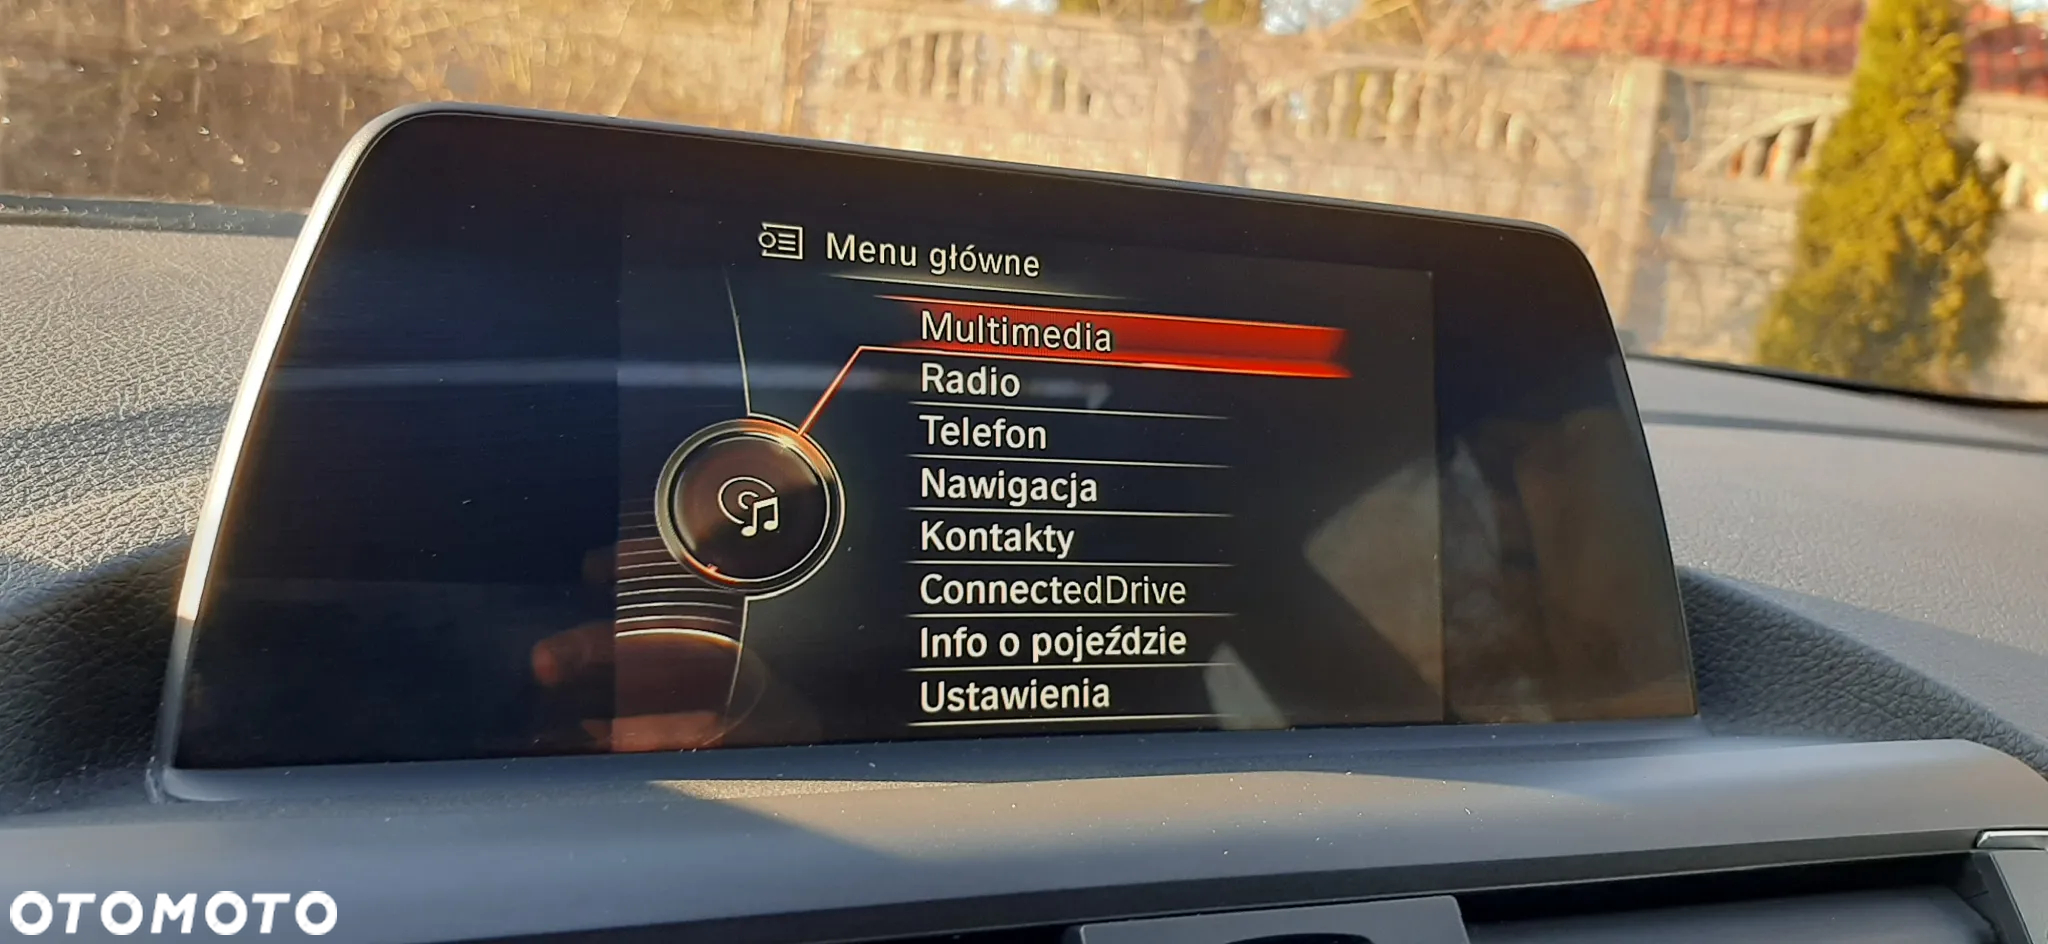 Menu główne
Multimedia
Radio
Telefon
Nawigacja
Kontakty
ConnectedDrive
Info o pojeździe
Ustawienia
OTOMOTO